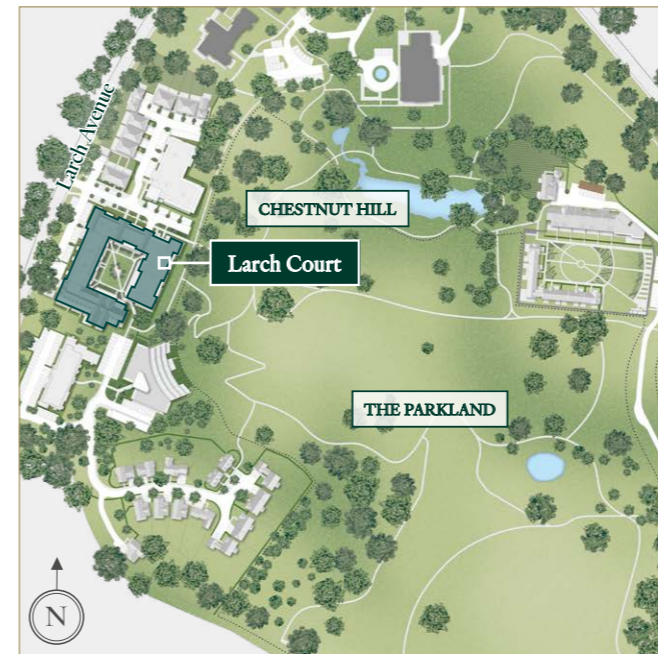 Larch Avenue
CHESTNUT HILL
Larch Court
THE PARKLAND
N